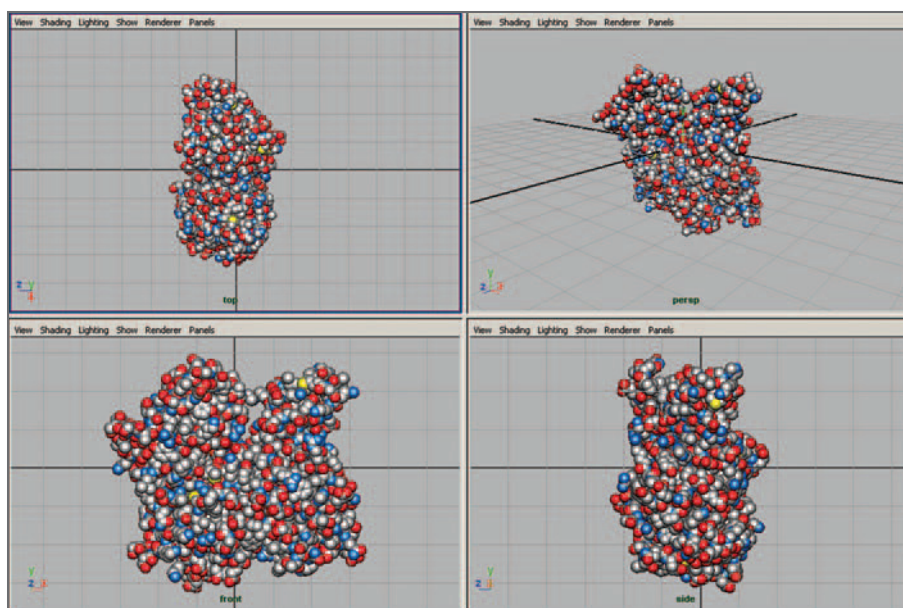 View Shading Lighting Show Renderer Panels
View Shading Lighting Show Renderer Panels
z y
top
z y
persp
View Shading Lighting Show Renderer Panels
View Shading Lighting Show Renderer Panels
y
z
front
y
z
side